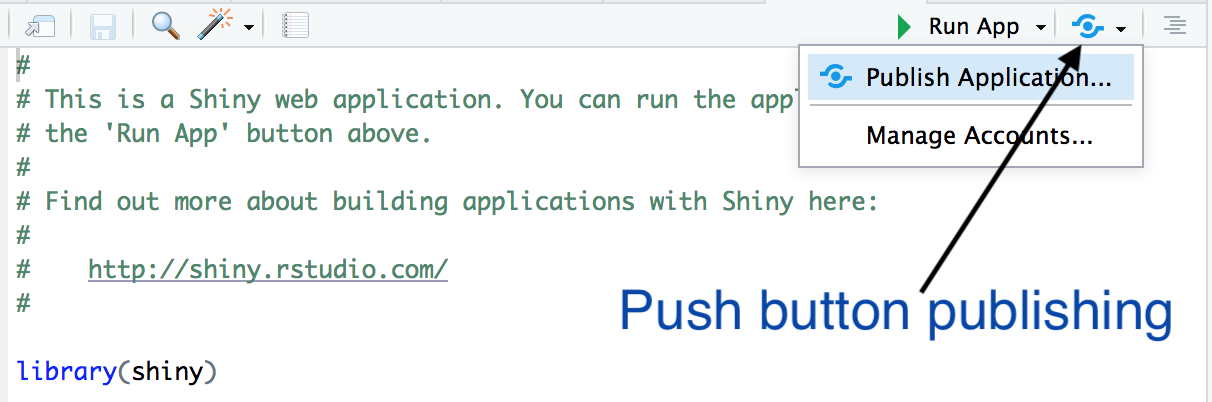 Run App
Publish Application...
Manage Accounts...
#
# This is a Shiny web application. You can run the app
# the 'Run App' button above.
#
# Find out more about building applications with Shiny here:
#
#    http://shiny.rstudio.com/
#
Push button publishing
library(shiny)